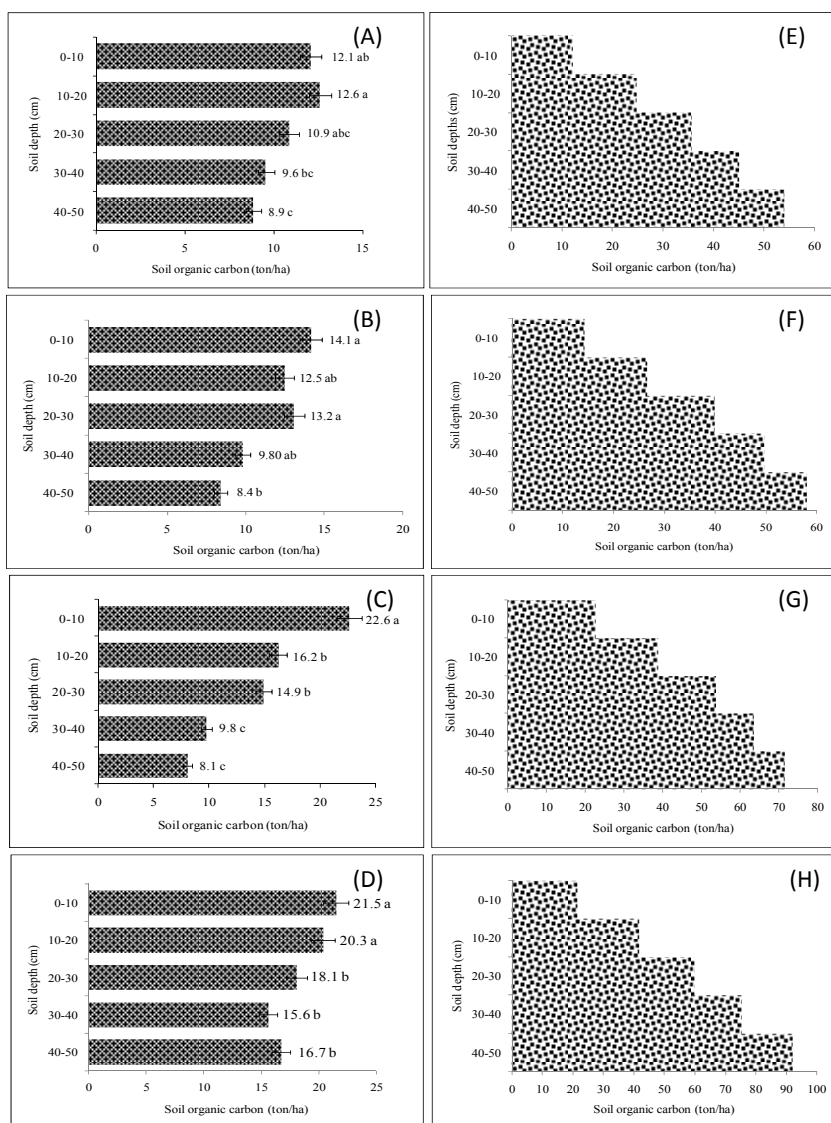 (A)
Soil depth (cm)
0-10
12.1 ab
10-20
12.6 a
20-30
10.9 abc
30-40
9.6 bc
40-50
8.9 c
0 5 10 15
Soil organic carbon (ton/ha)
(E)
Soil depths (cm)
0-10
10-20
20-30
30-40
40-50
0 10 20 30 40 50 60
Soil organic carbon (ton/ha)
(B)
Soil depth (cm)
0-10
14.1 a
10-20
12.5 ab
20-30
13.2 a
30-40
9.80 ab
40-50
8.4 b
0 5 10 15 20
Soil organic carbon (ton/ha)
(F)
Soil depth (cm)
0-10
10-20
20-30
30-40
40-50
0 10 20 30 40 50 60
Soil organic carbon (ton/ha)
(C)
Soil depth (cm)
0-10
22.6 a
10-20
16.2 b
20-30
14.9 b
30-40
9.8 c
40-50
8.1 c
0 5 10 15 20 25
Soil organic carbon (ton/ha)
(G)
Soil depth (cm)
0-10
10-20
20-30
30-40
40-50
0 10 20 30 40 50 60 70 80
Soil organic carbon (ton/ha)
(D)
Soil depth (cm)
0-10
21.5 a
10-20
20.3 a
20-30
18.1 b
30-40
15.6 b
40-50
16.7 b
0 5 10 15 20 25
Soil organic carbon (ton/ha)
(H)
Soil depth (cm)
0-10
10-20
20-30
30-40
40-50
0 10 20 30 40 50 60 70 80 90 100
Soil organic carbon (ton/ha)